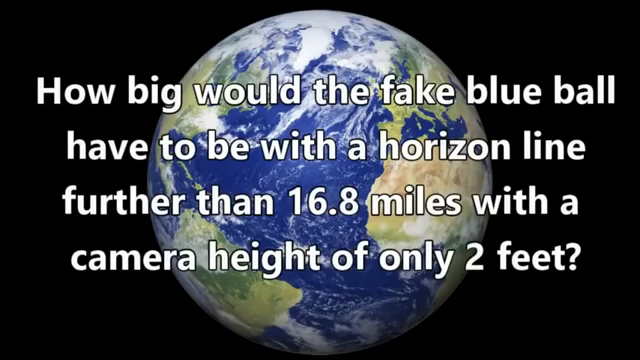 How big would the fake blue ball
have to be with a horizon line
further than 16.8 miles with a
camera height of only 2 feet?